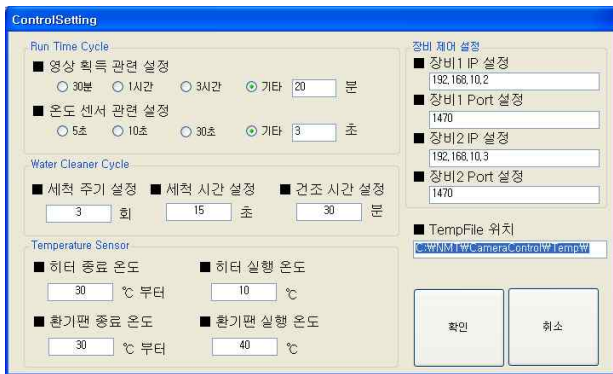 ControlSetting
Run Time Cycle
■ 영상 획득 관련 설정
30분 1시간 3시간 기타 20 분
■ 온도 센서 관련 설정
5초 10초 30초 기타 3 초
Water Cleaner Cycle
■ 세척 주기 설정 ■ 세척 시간 설정 ■ 건조 시간 설정
3 회 15 초 30 분
Temperature Sensor
■ 히터 종료 온도 ■ 히터 실행 온도
30 ℃ 부터 10 ℃
■ 환기팬 종료 온도 ■ 환기팬 실행 온도
30 ℃ 부터 40 ℃
장비 제어 설정
■ 장비1 IP 설정
192,168,10,2
■ 장비1 Port 설정
1470
■ 장비2 IP 설정
192,168,10,3
■ 장비2 Port 설정
1470
■ TempFile 위치
C:₩NMT₩CameraControl₩Temp₩
확인 취소